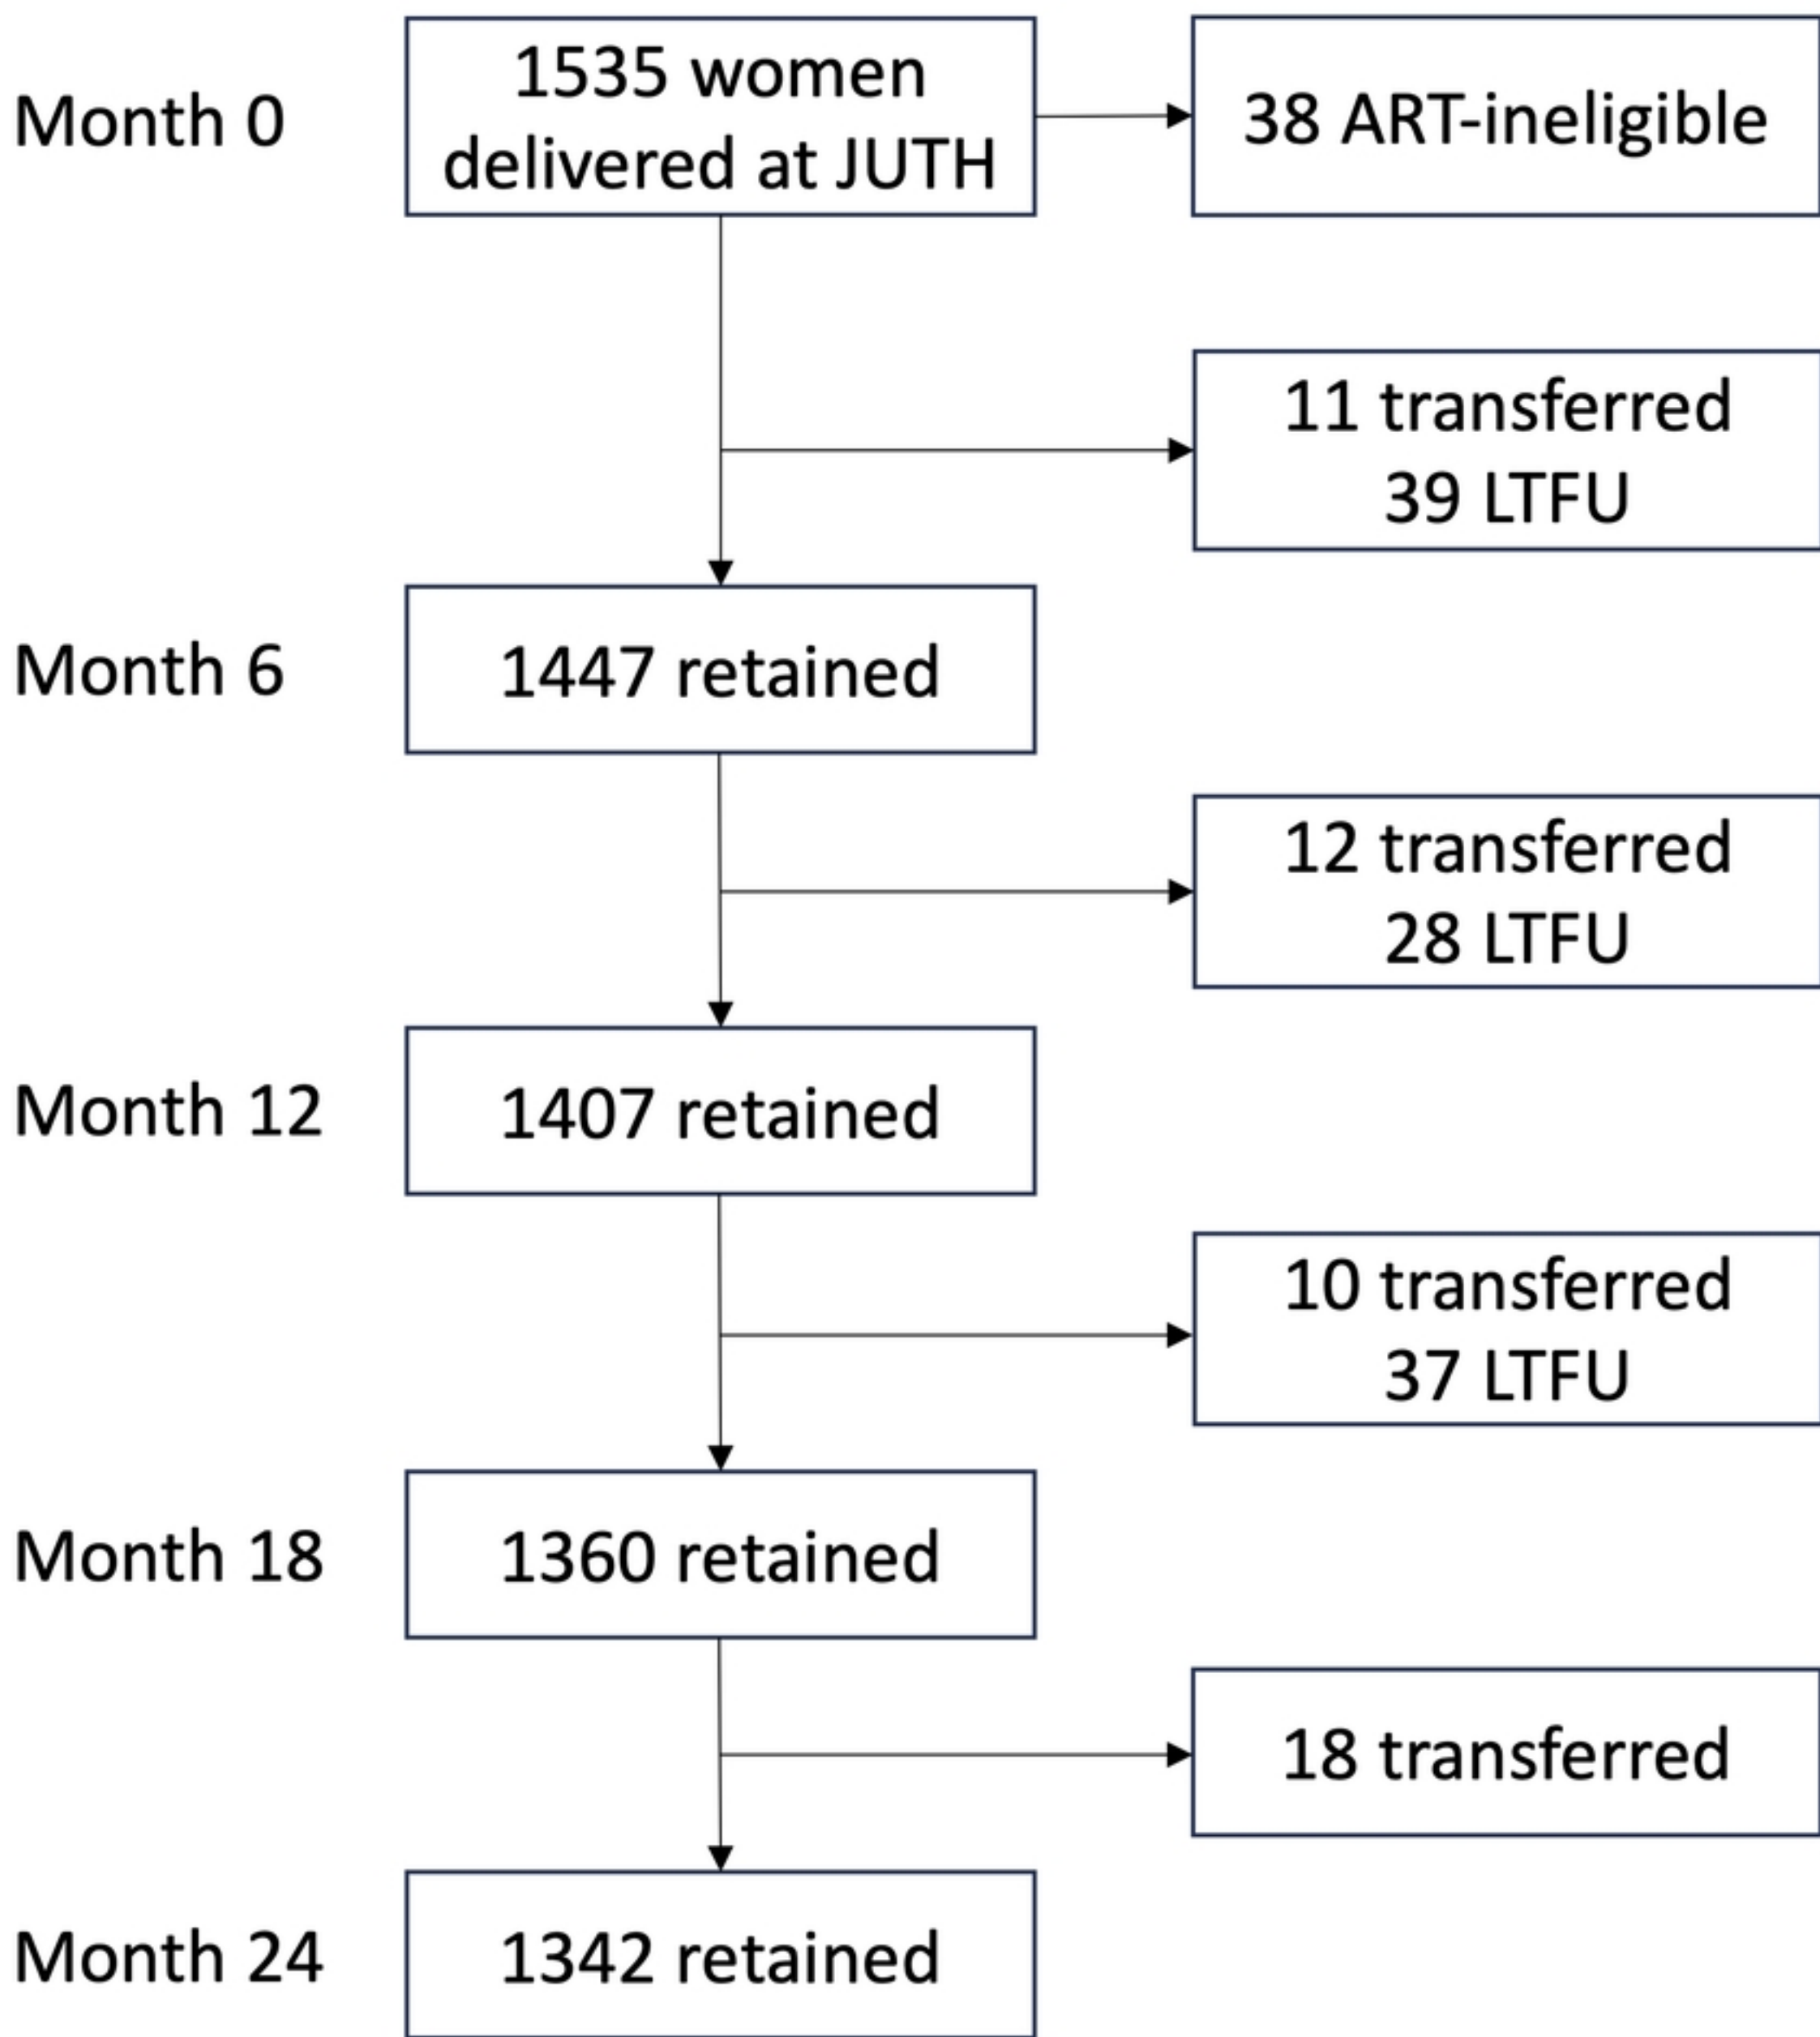 Month 0
1535 women
delivered at JUTH
38 ART-ineligible
11 transferred
39 LTFU
Month 6
1447 retained
12 transferred
28 LTFU
Month 12
1407 retained
10 transferred
37 LTFU
Month 18
1360 retained
18 transferred
Month 24
1342 retained